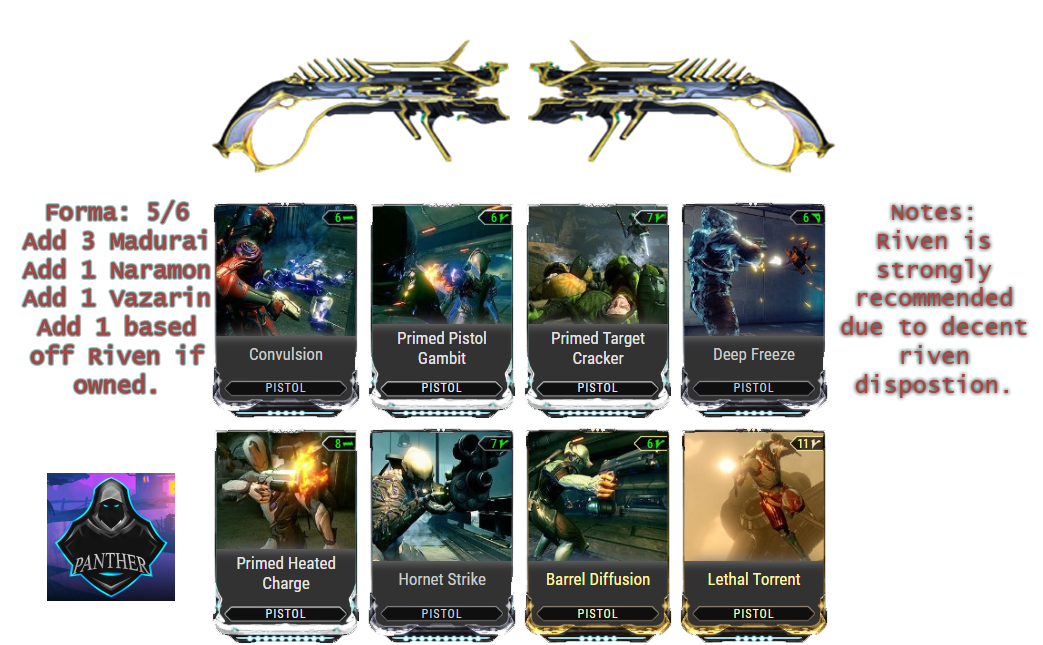 Forma: 5/6
Add 3 Madurai
Add 1 Naramon
Add 1 Vazarin
Add 1 based
off Riven if
owned.
6
Convulsion
PISTOL
6
Primed Pistol
Gambit
PISTOL
7
Primed Target
Cracker
PISTOL
6
Deep Freeze
PISTOL
Notes:
Riven is
strongly
recommended
due to decent
riven
dispostion.
PANTHER
8
Primed Heated
Charge
PISTOL
7
Hornet Strike
PISTOL
6
Barrel Diffusion
PISTOL
11
Lethal Torrent
PISTOL